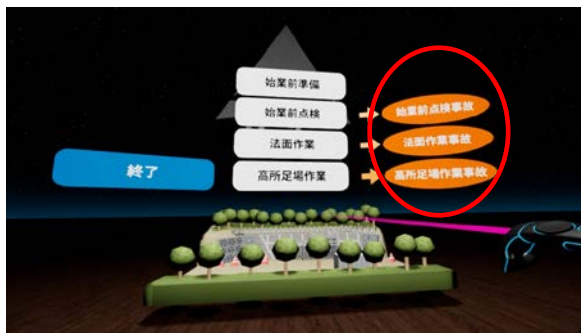 始業前準備
始業前点検
始業前点検事故
法面作業
法面作業事故
終了
高所足場作業
高所足場作業事故